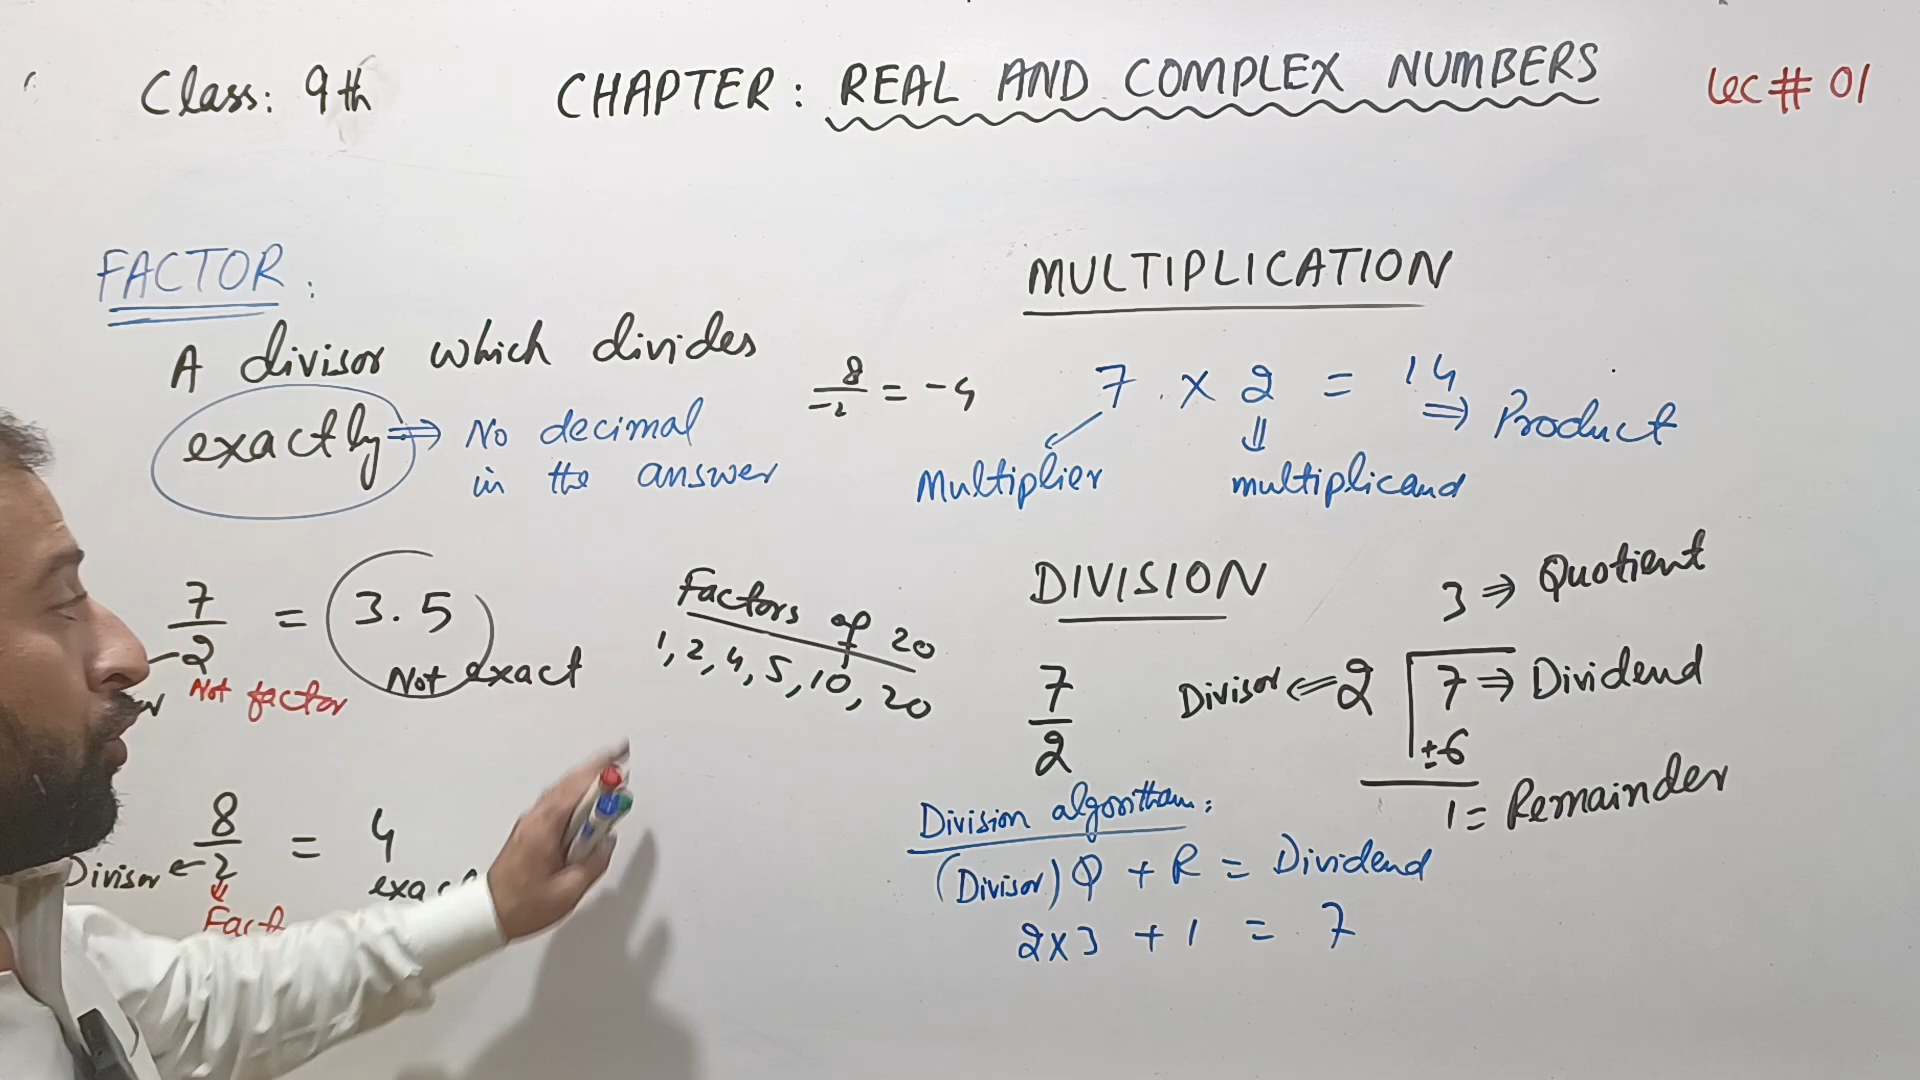 Class: 9th CHAPTER: REAL AND COMPLEX NUMBERS Lec # 01
FACTOR:
A divisor which divides
exactly ⇒ No decimal
in the answer
8/-2 = -4
7/2 = 3.5
Not factor
Not exact
8/2 = 4
Divisor ←
Factors of 20
1, 2, 4, 5, 10, 20
MULTIPLICATION
7 × 2 = 14 ⇒ Product
Multiplier multiplicand
DIVISION
7/2
3 ⇒ Quotient
Divisor ⇐ 2 7 ⇒ Dividend
±6
1 = Remainder
Division algorithm:
(Divisor) Q + R = Dividend
2×3 + 1 = 7